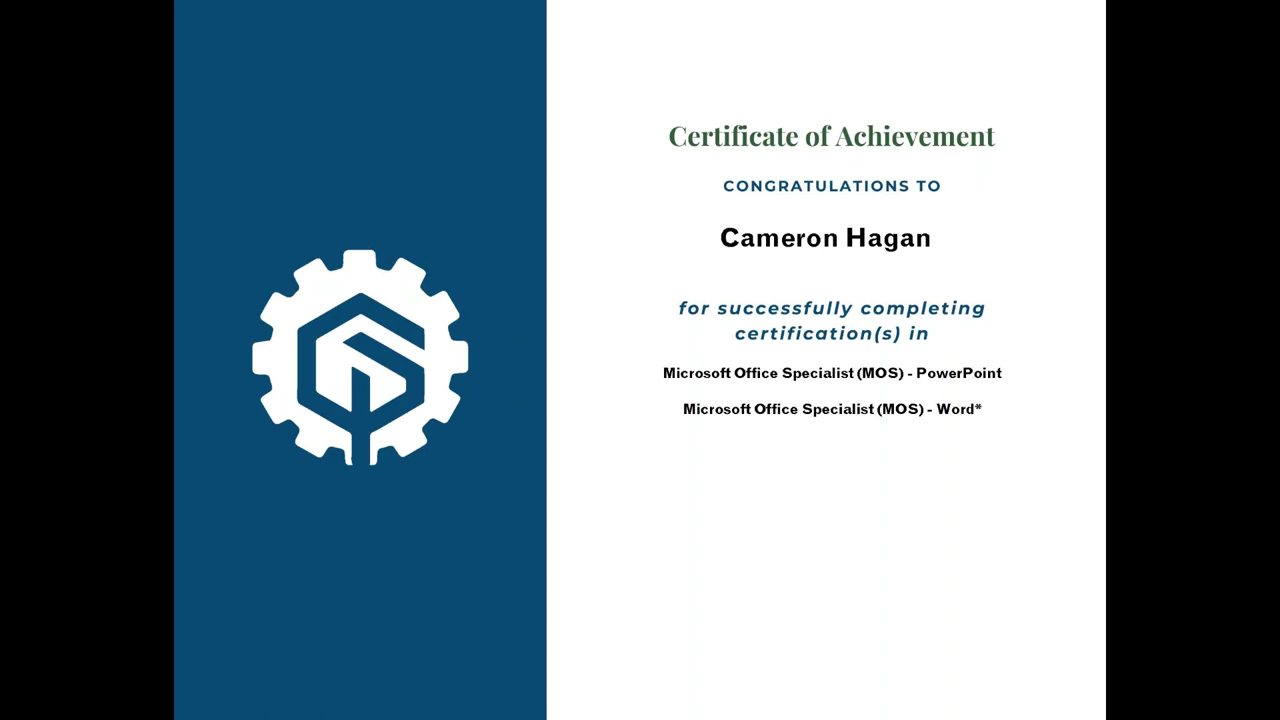 Certificate of Achievement
CONGRATULATIONS TO
Cameron Hagan
for successfully completing
certification(s) in
Microsoft Office Specialist (MOS) - PowerPoint
Microsoft Office Specialist (MOS) - Word*